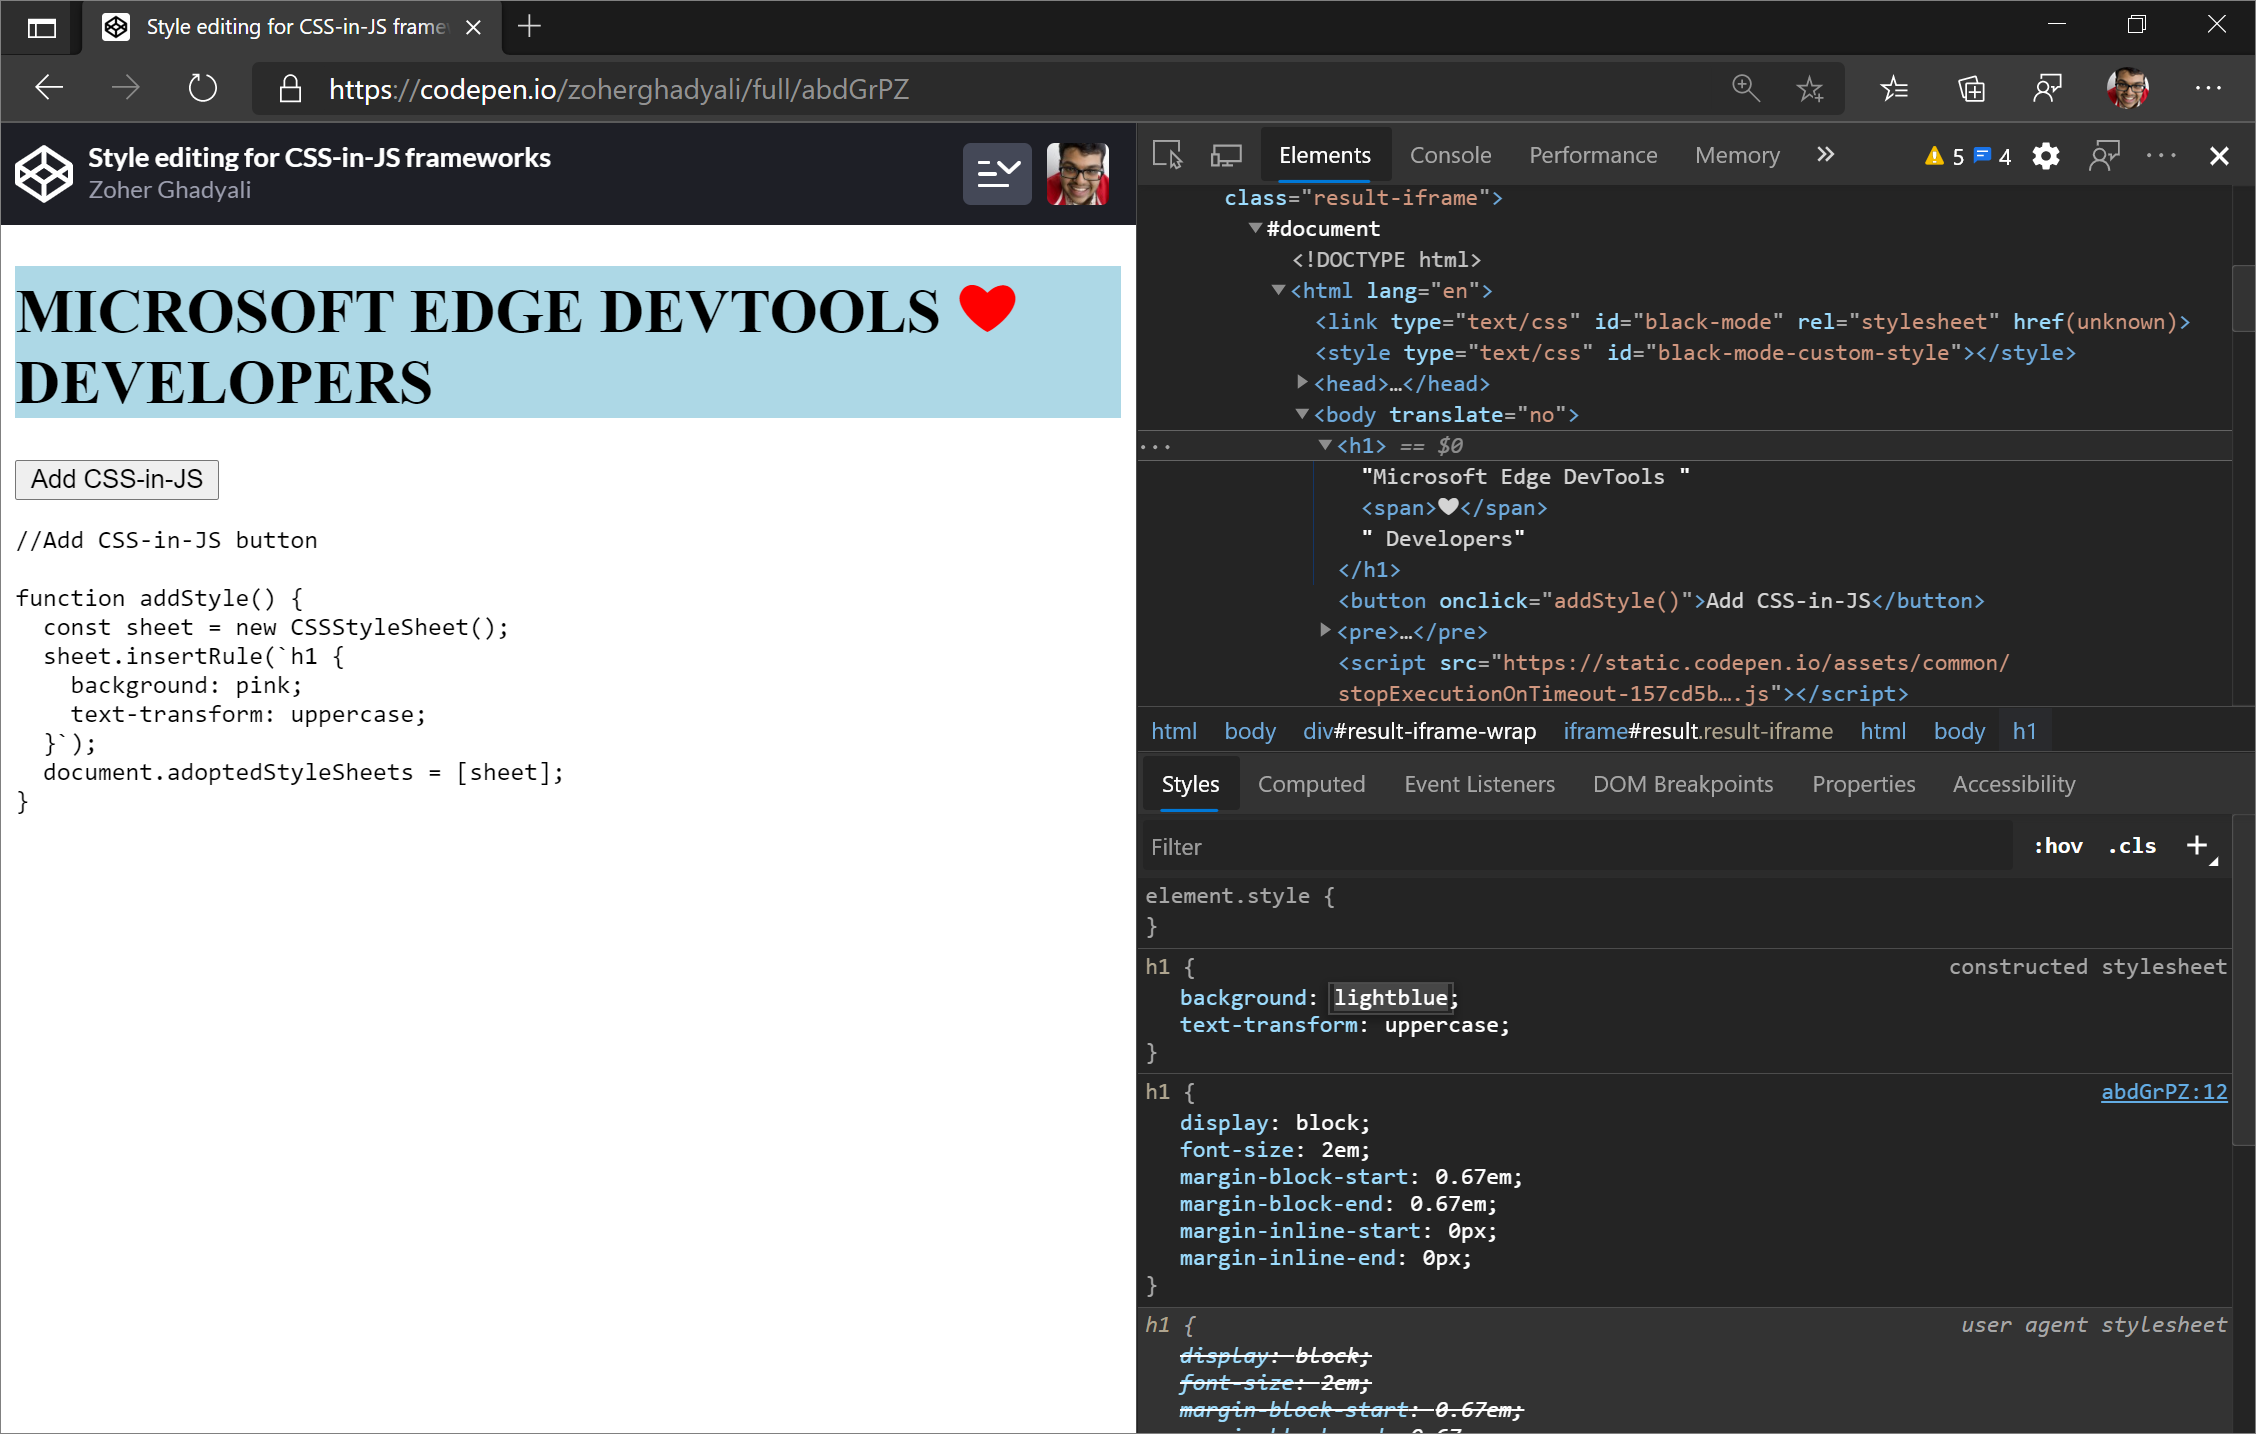 Style editing for CSS-in-JS frame
https://codepen.io/zoherghadyali/full/abdGrPZ
Style editing for CSS-in-JS frameworks
Zoher Ghadyali
MICROSOFT EDGE DEVTOOLS ❤
DEVELOPERS
Add CSS-in-JS
//Add CSS-in-JS button
function addStyle() {
  const sheet = new CSSStyleSheet();
  sheet.insertRule(`h1 {
    background: pink;
    text-transform: uppercase;
  }`);
  document.adoptedStyleSheets = [sheet];
}
Elements Console Performance Memory 5 4
class="result-iframe">
#document
<!DOCTYPE html>
<html lang="en">
<link type="text/css" id="black-mode" rel="stylesheet" href(unknown)>
<style type="text/css" id="black-mode-custom-style"></style>
<head>…</head>
<body translate="no">
<h1> == $0
"Microsoft Edge DevTools "
<span>❤</span>
" Developers"
</h1>
<button onclick="addStyle()">Add CSS-in-JS</button>
<pre>…</pre>
<script src="https://static.codepen.io/assets/common/
stopExecutionOnTimeout-157cd5b….js"></script>
html body div#result-iframe-wrap iframe#result.result-iframe html body h1
Styles Computed Event Listeners DOM Breakpoints Properties Accessibility
Filter :hov .cls +
element.style {
}
h1 { constructed stylesheet
background: lightblue;
text-transform: uppercase;
}
h1 { abdGrPZ:12
display: block;
font-size: 2em;
margin-block-start: 0.67em;
margin-block-end: 0.67em;
margin-inline-start: 0px;
margin-inline-end: 0px;
}
h1 { user agent stylesheet
display: block;
font-size: 2em;
margin-block-start: 0.67em;